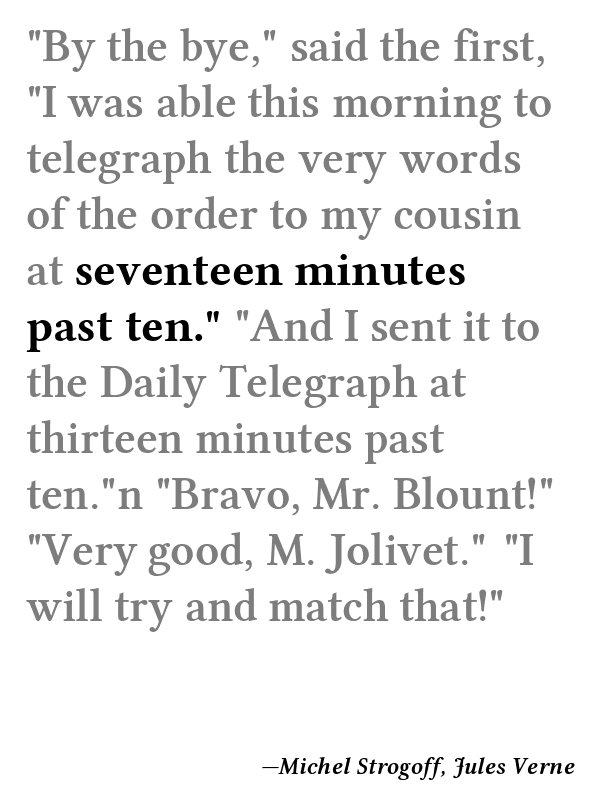 "By the bye," said the first,
"I was able this morning to
telegraph the very words
of the order to my cousin
at seventeen minutes
past ten." "And I sent it to
the Daily Telegraph at
thirteen minutes past
ten."n "Bravo, Mr. Blount!"
"Very good, M. Jolivet." "I
will try and match that!"
—Michel Strogoff, Jules Verne